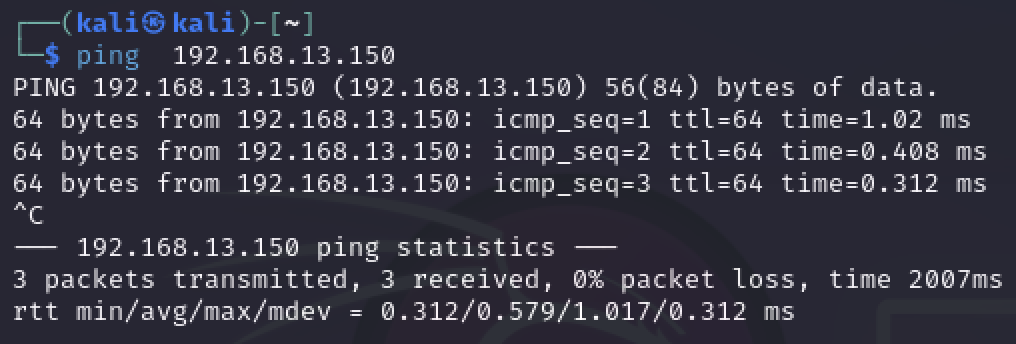 ┌──(kali㉿kali)-[~]
└─$ ping  192.168.13.150
PING 192.168.13.150 (192.168.13.150) 56(84) bytes of data.
64 bytes from 192.168.13.150: icmp_seq=1 ttl=64 time=1.02 ms
64 bytes from 192.168.13.150: icmp_seq=2 ttl=64 time=0.408 ms
64 bytes from 192.168.13.150: icmp_seq=3 ttl=64 time=0.312 ms
^C
--- 192.168.13.150 ping statistics ---
3 packets transmitted, 3 received, 0% packet loss, time 2007ms
rtt min/avg/max/mdev = 0.312/0.579/1.017/0.312 ms